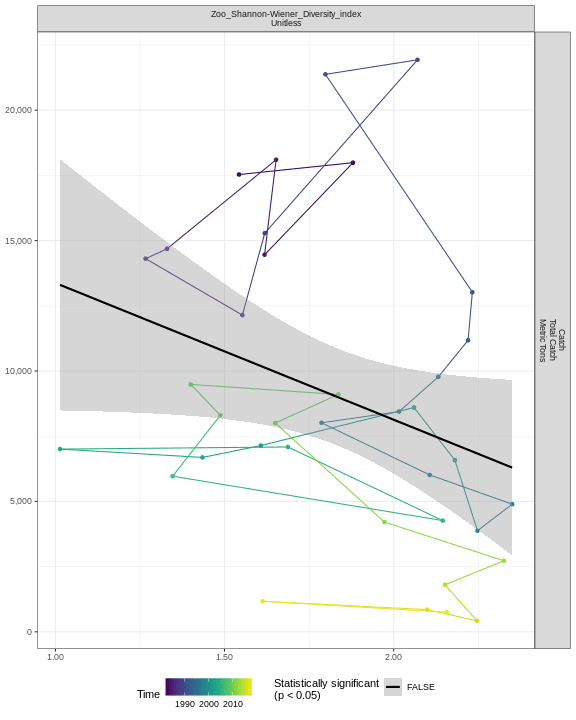 Zoo_Shannon-Wiener_Diversity_index
Unitless
20,000
15,000
10,000
5,000
0
Catch
Total Catch
Metric Tons
1.00 1.50 2.00
Time
1990 2000 2010
Statistically significant
(p < 0.05)
FALSE